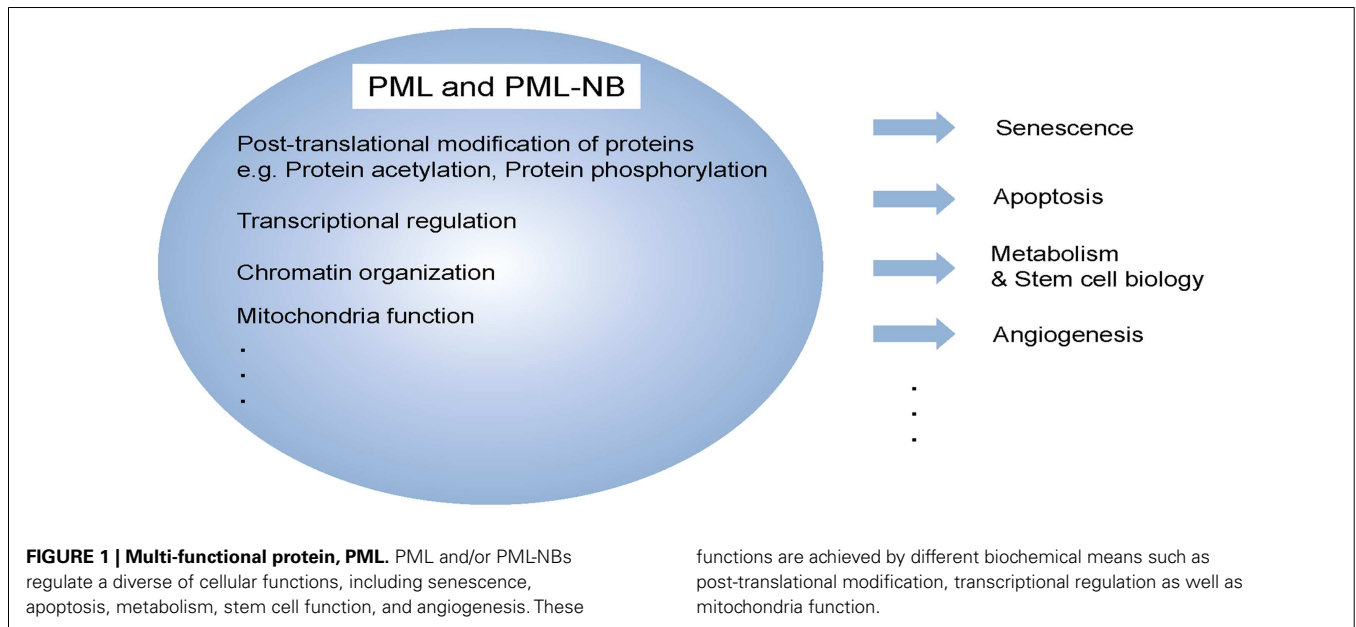 PML and PML-NB
Post-translational modification of proteins
e.g. Protein acetylation, Protein phosphorylation
Transcriptional regulation
Chromatin organization
Mitochondria function
.
.
.
Senescence
Apoptosis
Metabolism
& Stem cell biology
Angiogenesis
.
.
.
FIGURE 1 | Multi-functional protein, PML. PML and/or PML-NBs
regulate a diverse of cellular functions, including senescence,
apoptosis, metabolism, stem cell function, and angiogenesis. These
functions are achieved by different biochemical means such as
post-translational modification, transcriptional regulation as well as
mitochondria function.